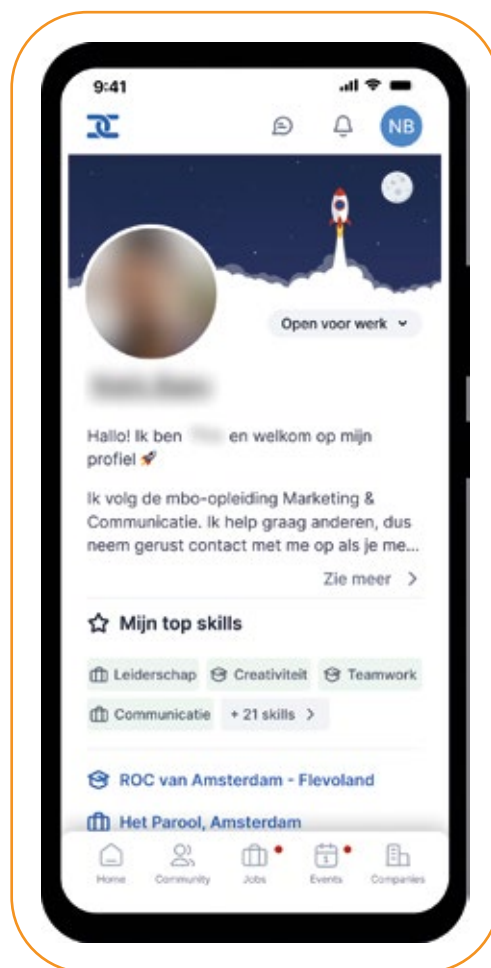 9:41
NB
Open voor werk
Hallo! Ik ben en welkom op mijn
profiel 🚀
Ik volg de mbo-opleiding Marketing &
Communicatie. Ik help graag anderen, dus
neem gerust contact met me op als je me...
Zie meer >
Mijn top skills
Leiderschap Creativiteit Teamwork
Communicatie + 21 skills >
ROC van Amsterdam - Flevoland
Het Parool, Amsterdam
Home Community Jobs Events Companies